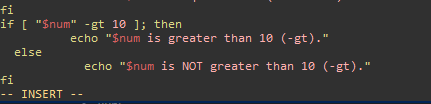 fi
if [ "$num" -gt 10 ]; then
        echo "$num is greater than 10 (-gt)."
  else
          echo "$num is NOT greater than 10 (-gt)."
fi
-- INSERT --